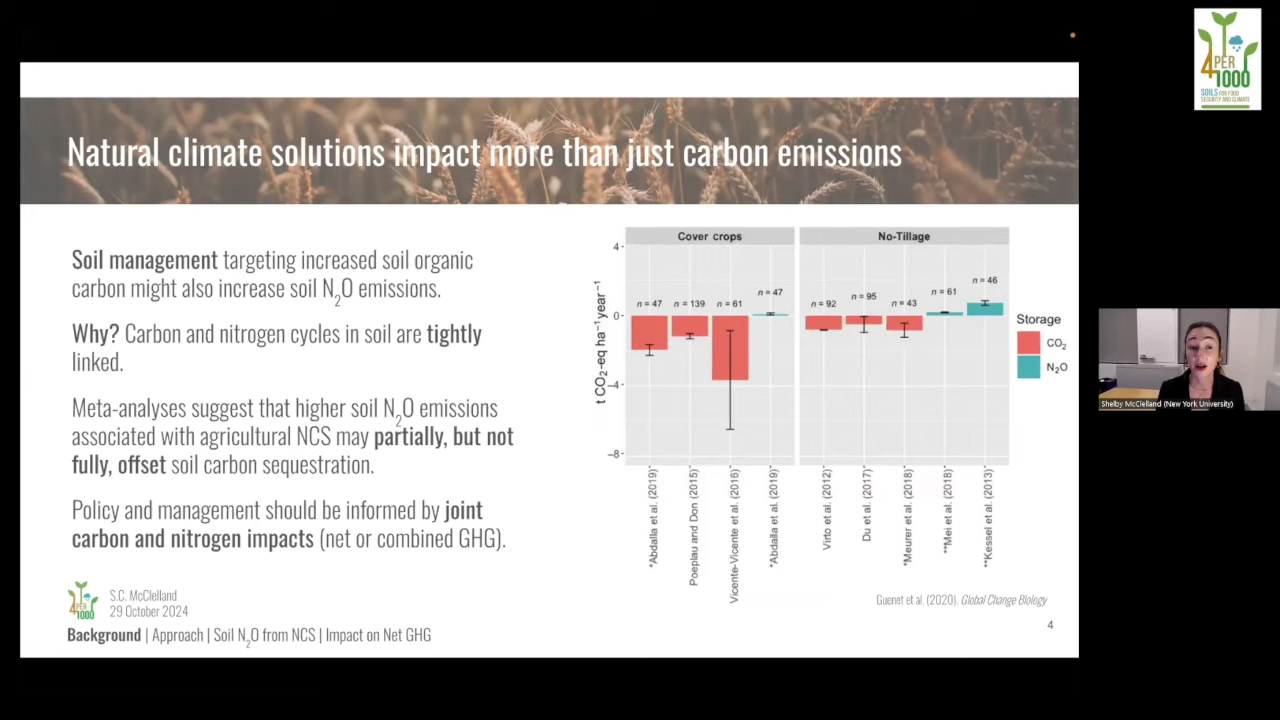 4 PER 1000
SOILS FOR FOOD
SECURITY AND CLIMATE
Natural climate solutions impact more than just carbon emissions
Soil management targeting increased soil organic
carbon might also increase soil N2O emissions.
Why? Carbon and nitrogen cycles in soil are tightly
linked.
Meta-analyses suggest that higher soil N2O emissions
associated with agricultural NCS may partially, but not
fully, offset soil carbon sequestration.
Policy and management should be informed by joint
carbon and nitrogen impacts (net or combined GHG).
Cover crops
No-Tillage
t CO2-eq ha−1year−1
4
0
−4
−8
n = 47
n = 139
n = 61
n = 47
n = 92
n = 95
n = 43
n = 61
n = 46
*Abdalla et al. (2019)
Poeplau and Don (2015)
Vicente-Vicente et al. (2016)
*Abdalla et al. (2019)
Virto et al. (2012)
Du et al. (2017)
*Meurer et al. (2018)
**Mei et al. (2018)
**Kessel et al. (2013)
Storage
CO2
N2O
Guenet et al. (2020). Global Change Biology
4
4 PER 1000
S.C. McClelland
29 October 2024
Background | Approach | Soil N2O from NCS | Impact on Net GHG
Shelby McClelland (New York University)